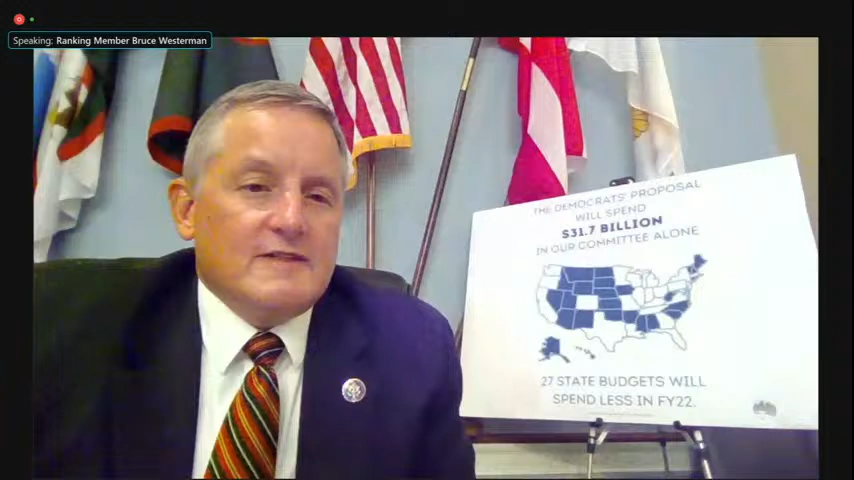 Speaking: Ranking Member Bruce Westerman
THE DEMOCRATS' PROPOSAL
WILL SPEND
$31.7 BILLION
IN OUR COMMITTEE ALONE
27 STATE BUDGETS WILL
SPEND LESS IN FY22.